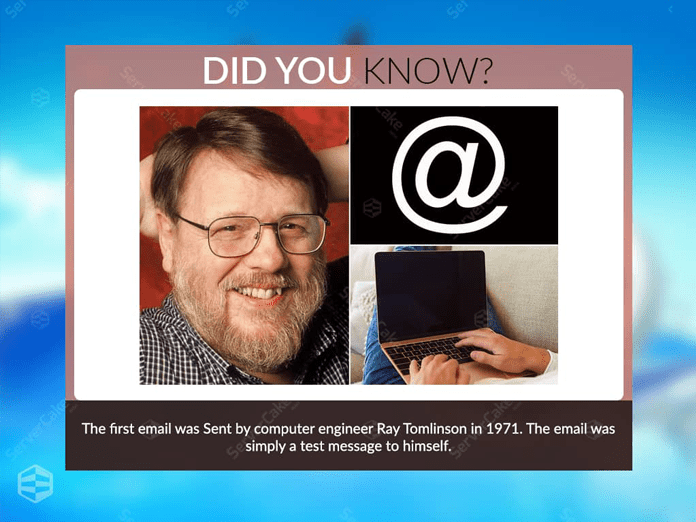 DID YOU KNOW?
@
The first email was Sent by computer engineer Ray Tomlinson in 1971. The email was
simply a test message to himself.
ServerCake